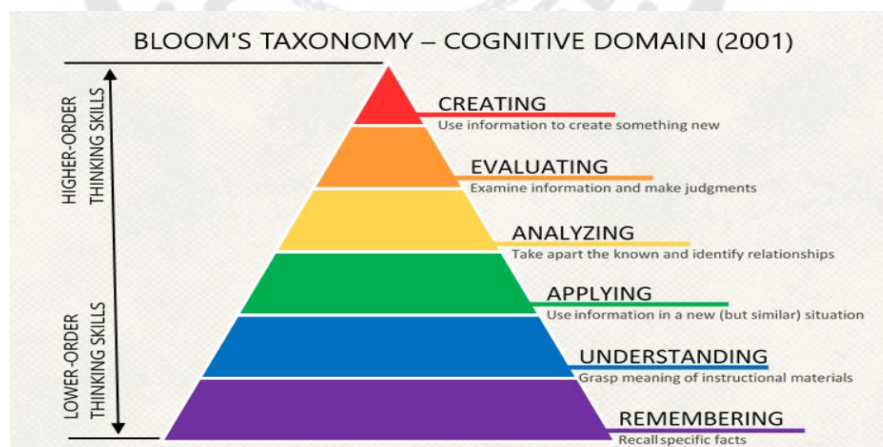 BLOOM'S TAXONOMY – COGNITIVE DOMAIN (2001)
HIGHER-ORDER
THINKING SKILLS
LOWER-ORDER
THINKING SKILLS
CREATING
Use information to create something new
EVALUATING
Examine information and make judgments
ANALYZING
Take apart the known and identify relationships
APPLYING
Use information in a new (but similar) situation
UNDERSTANDING
Grasp meaning of instructional materials
REMEMBERING
Recall specific facts